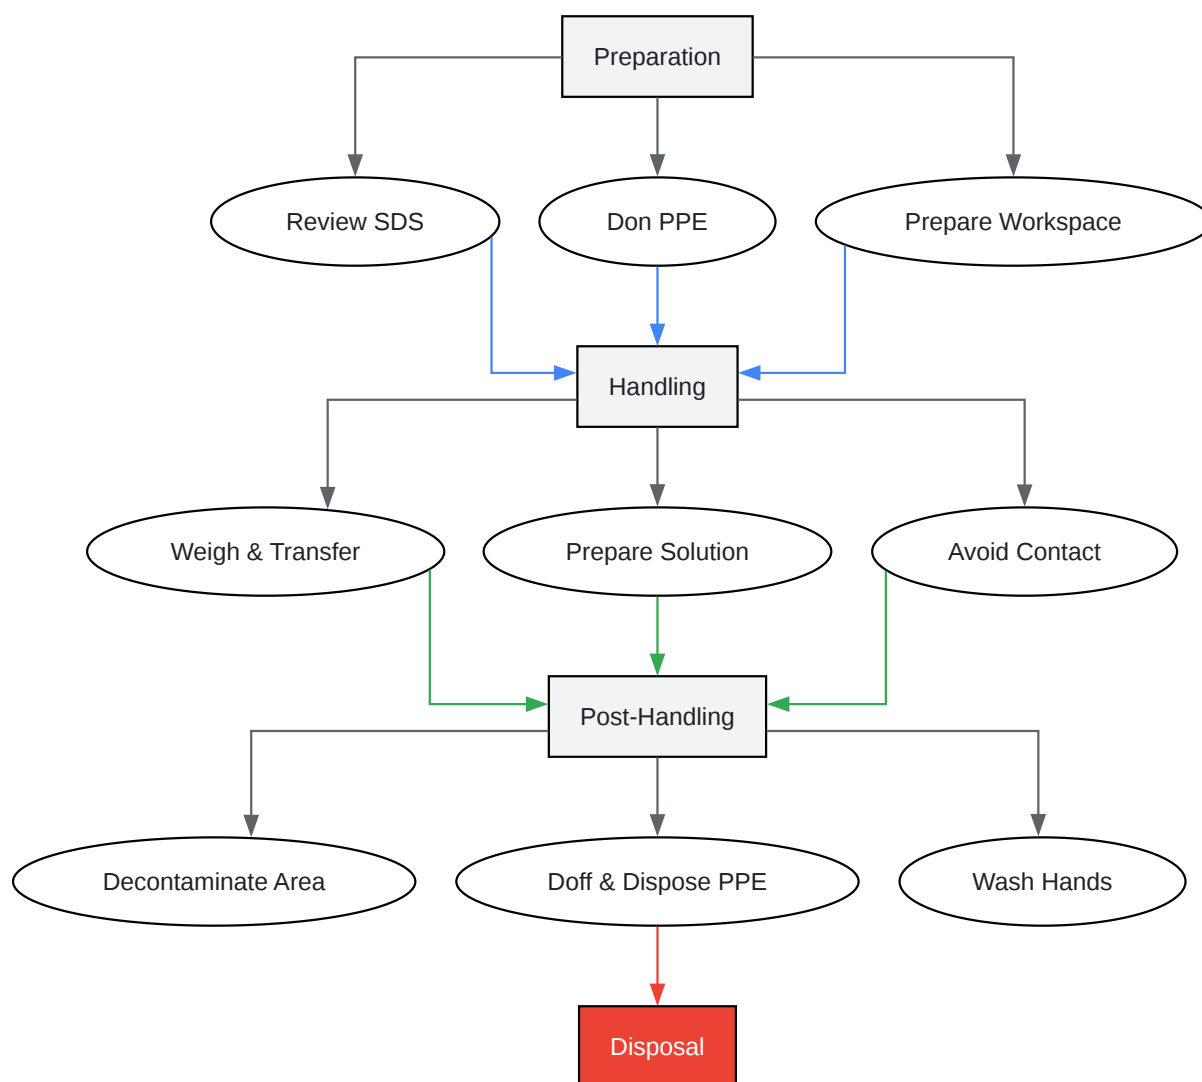 Preparation
Review SDS
Don PPE
Prepare Workspace
Handling
Weigh & Transfer
Prepare Solution
Avoid Contact
Post-Handling
Decontaminate Area
Doff & Dispose PPE
Wash Hands
Disposal